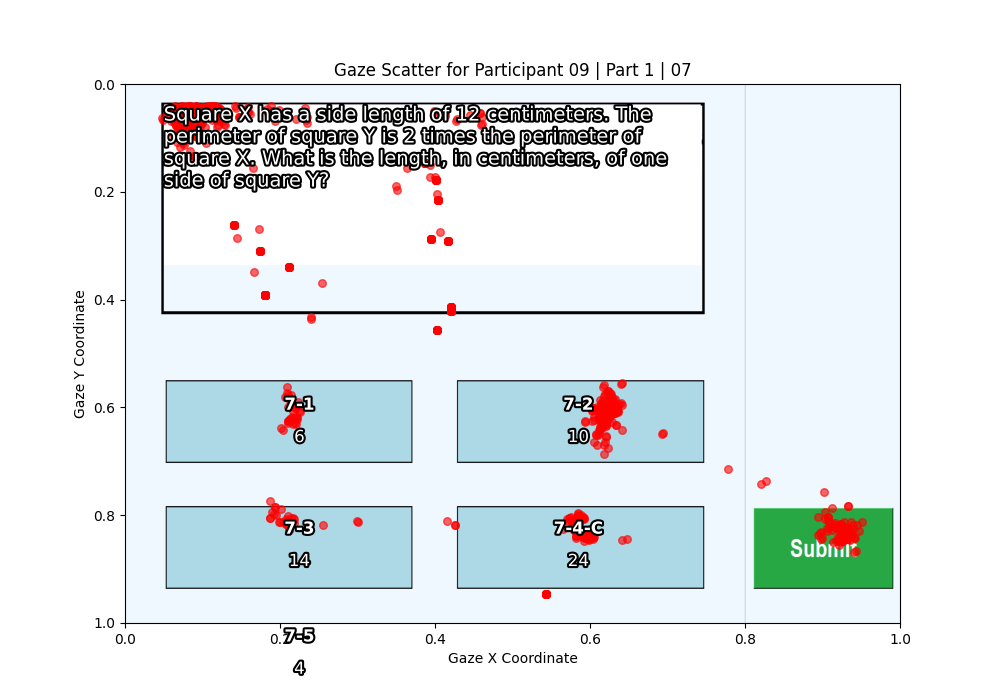 Gaze Scatter for Participant 09 | Part 1 | 07
Square X has a side length of 12 centimeters. The
perimeter of square Y is 2 times the perimeter of
square X. What is the length, in centimeters, of one
side of square Y?
7-1
6
7-2
10
7-3
14
7-4-C
24
Submit
7-5
4
0.0
0.2
0.4
0.6
0.8
1.0
Gaze Y Coordinate
0.0
0.2
0.4
0.6
0.8
1.0
Gaze X Coordinate